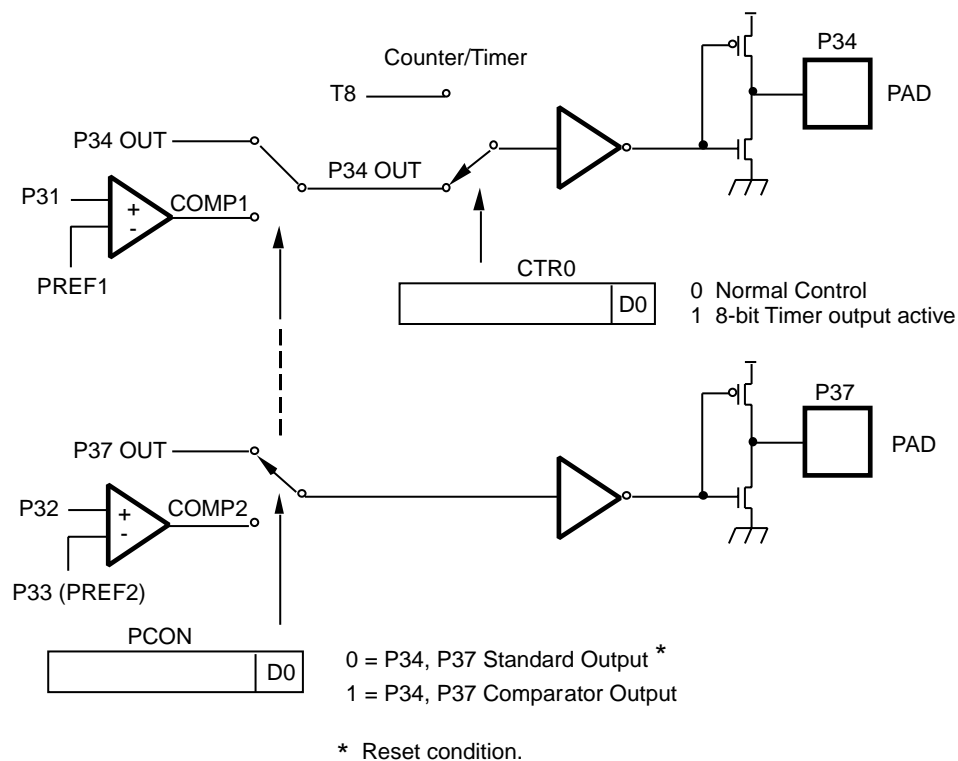 Counter/Timer
T8
P34
PAD
P34 OUT
P34 OUT
P31
+
-
COMP1
PREF1
CTR0
D0
0 Normal Control
1 8-bit Timer output active
P37
PAD
P37 OUT
P32
+
-
COMP2
P33 (PREF2)
PCON
D0
0 = P34, P37 Standard Output *
1 = P34, P37 Comparator Output
* Reset condition.